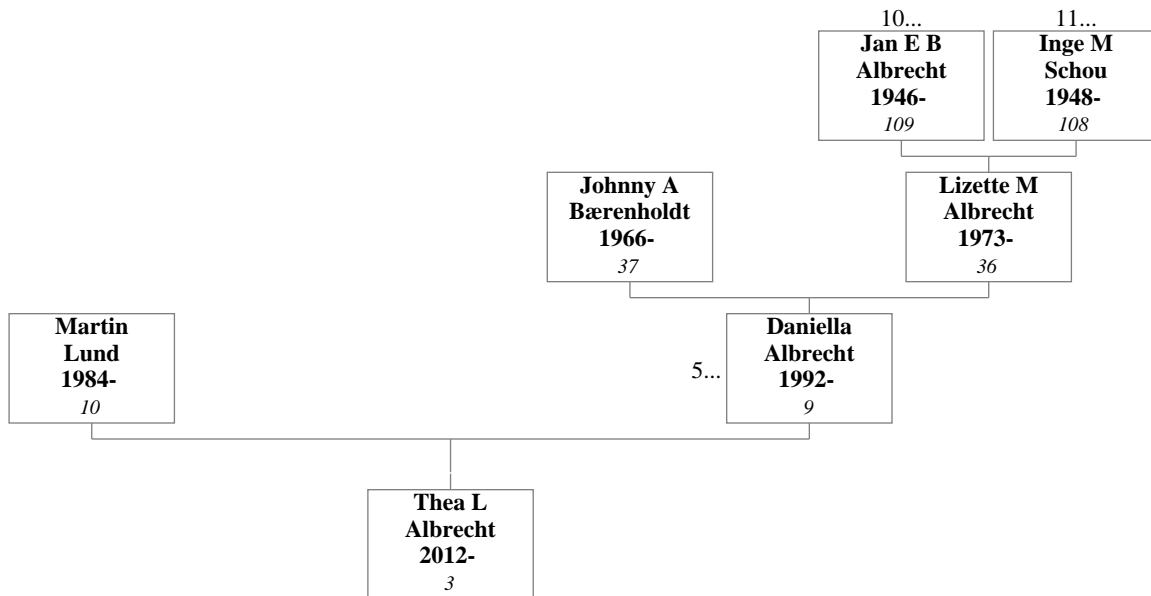 10...
11...
Jan E B
Albrecht
1946-
109
Inge M
Schou
1948-
108
Johnny A
Bærenholdt
1966-
37
Lizette M
Albrecht
1973-
36
Martin
Lund
1984-
10
5...
Daniella
Albrecht
1992-
9
Thea L
Albrecht
2012-
3